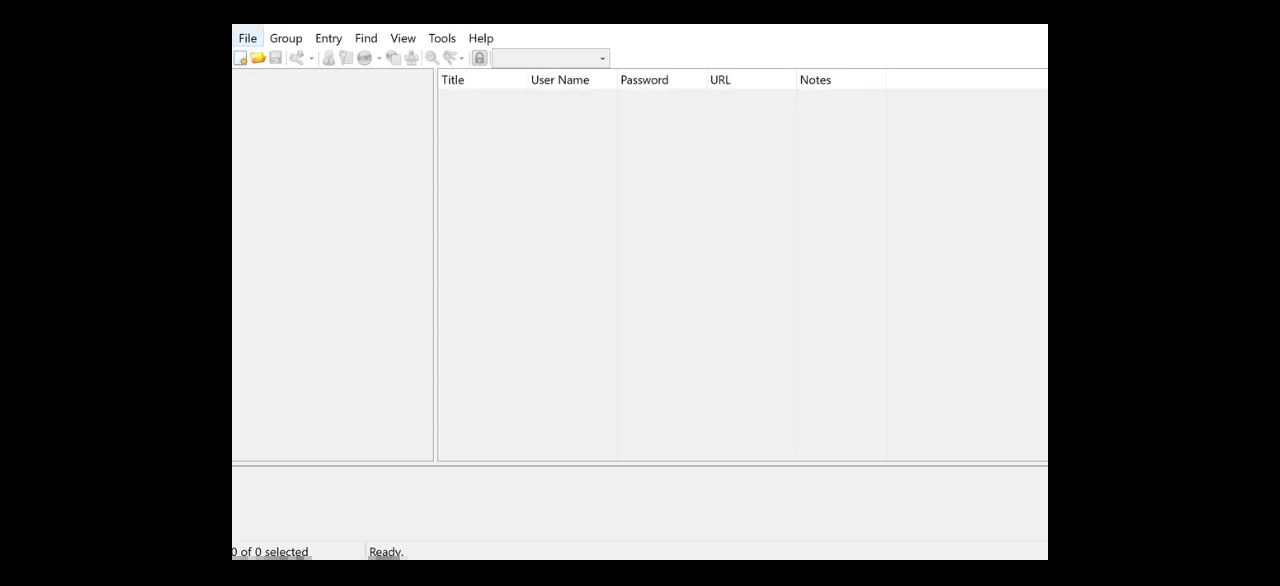 File Group Entry Find View Tools Help
Title User Name Password URL Notes
0 of 0 selected Ready.